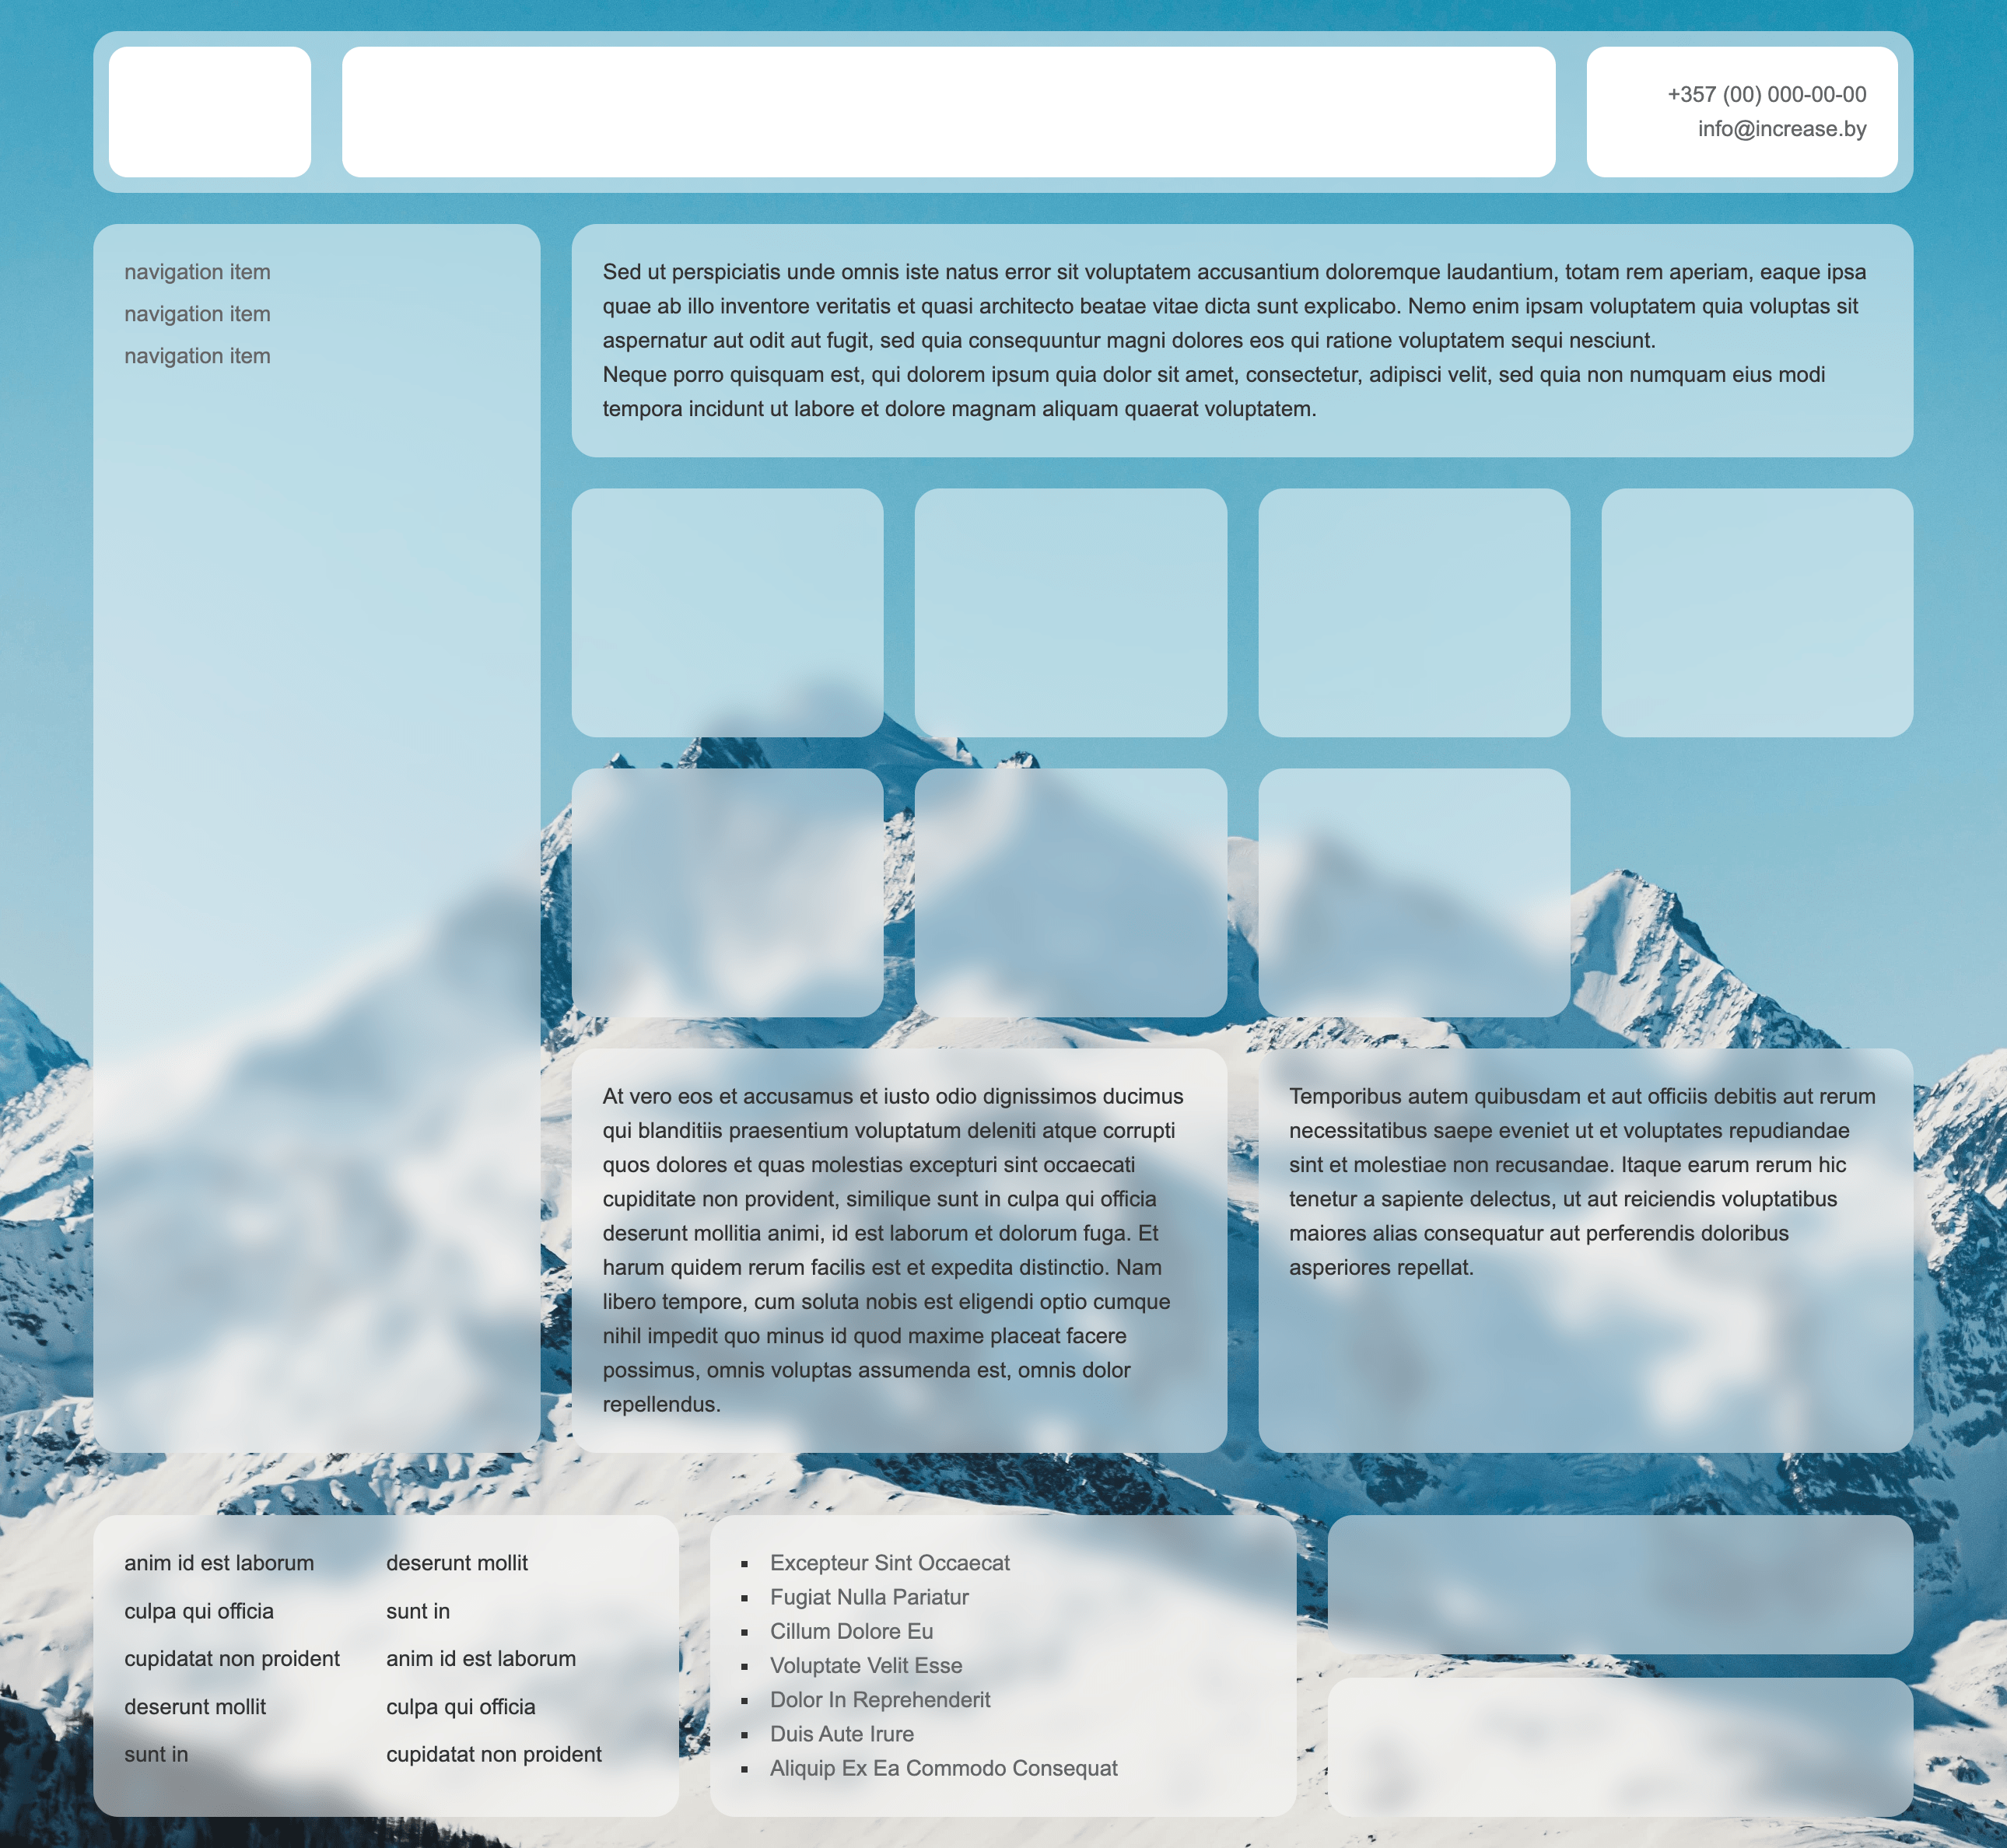 +357 (00) 000-00-00
info@increase.by
navigation item
navigation item
navigation item
Sed ut perspiciatis unde omnis iste natus error sit voluptatem accusantium doloremque laudantium, totam rem aperiam, eaque ipsa
quae ab illo inventore veritatis et quasi architecto beatae vitae dicta sunt explicabo. Nemo enim ipsam voluptatem quia voluptas sit
aspernatur aut odit aut fugit, sed quia consequuntur magni dolores eos qui ratione voluptatem sequi nesciunt.
Neque porro quisquam est, qui dolorem ipsum quia dolor sit amet, consectetur, adipisci velit, sed quia non numquam eius modi
tempora incidunt ut labore et dolore magnam aliquam quaerat voluptatem.
At vero eos et accusamus et iusto odio dignissimos ducimus
qui blanditiis praesentium voluptatum deleniti atque corrupti
quos dolores et quas molestias excepturi sint occaecati
cupiditate non provident, similique sunt in culpa qui officia
deserunt mollitia animi, id est laborum et dolorum fuga. Et
harum quidem rerum facilis est et expedita distinctio. Nam
libero tempore, cum soluta nobis est eligendi optio cumque
nihil impedit quo minus id quod maxime placeat facere
possimus, omnis voluptas assumenda est, omnis dolor
repellendus.
Temporibus autem quibusdam et aut officiis debitis aut rerum
necessitatibus saepe eveniet ut et voluptates repudiandae
sint et molestiae non recusandae. Itaque earum rerum hic
tenetur a sapiente delectus, ut aut reiciendis voluptatibus
maiores alias consequatur aut perferendis doloribus
asperiores repellat.
anim id est laborum
culpa qui officia
cupidatat non proident
deserunt mollit
sunt in
deserunt mollit
sunt in
anim id est laborum
culpa qui officia
cupidatat non proident
Excepteur Sint Occaecat
Fugiat Nulla Pariatur
Cillum Dolore Eu
Voluptate Velit Esse
Dolor In Reprehenderit
Duis Aute Irure
Aliquip Ex Ea Commodo Consequat